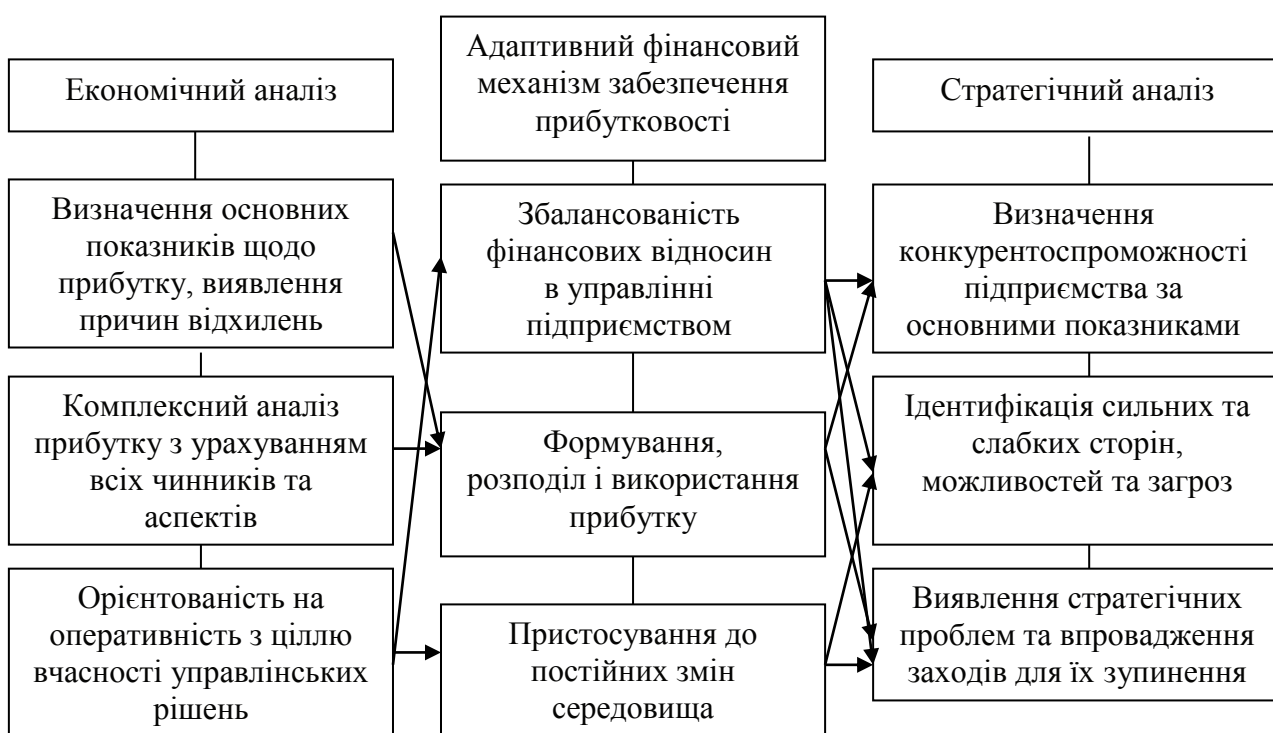 Економічний аналіз
Визначення основних
показників щодо
прибутку, виявлення
причин відхилень
Комплексний аналіз
прибутку з урахуванням
всіх чинників та
аспектів
Орієнтованість на
оперативність з ціллю
вчасності управлінських
рішень
Адаптивний фінансовий
механізм забезпечення
прибутковості
Збалансованість
фінансових відносин
в управлінні
підприємством
Формування,
розподіл і використання
прибутку
Пристосування до
постійних змін
середовища
Стратегічний аналіз
Визначення
конкурентоспроможності
підприємства за
основними показниками
Ідентифікація сильних та
слабких сторін,
можливостей та загроз
Виявлення стратегічних
проблем та впровадження
заходів для їх зупинення